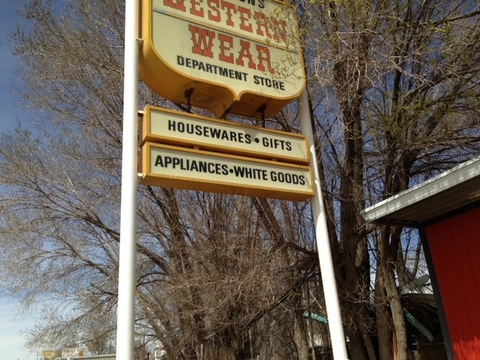 WESTERN
WEAR
DEPARTMENT STORE
HOUSEWARES • GIFTS
APPLIANCES • WHITE GOODS